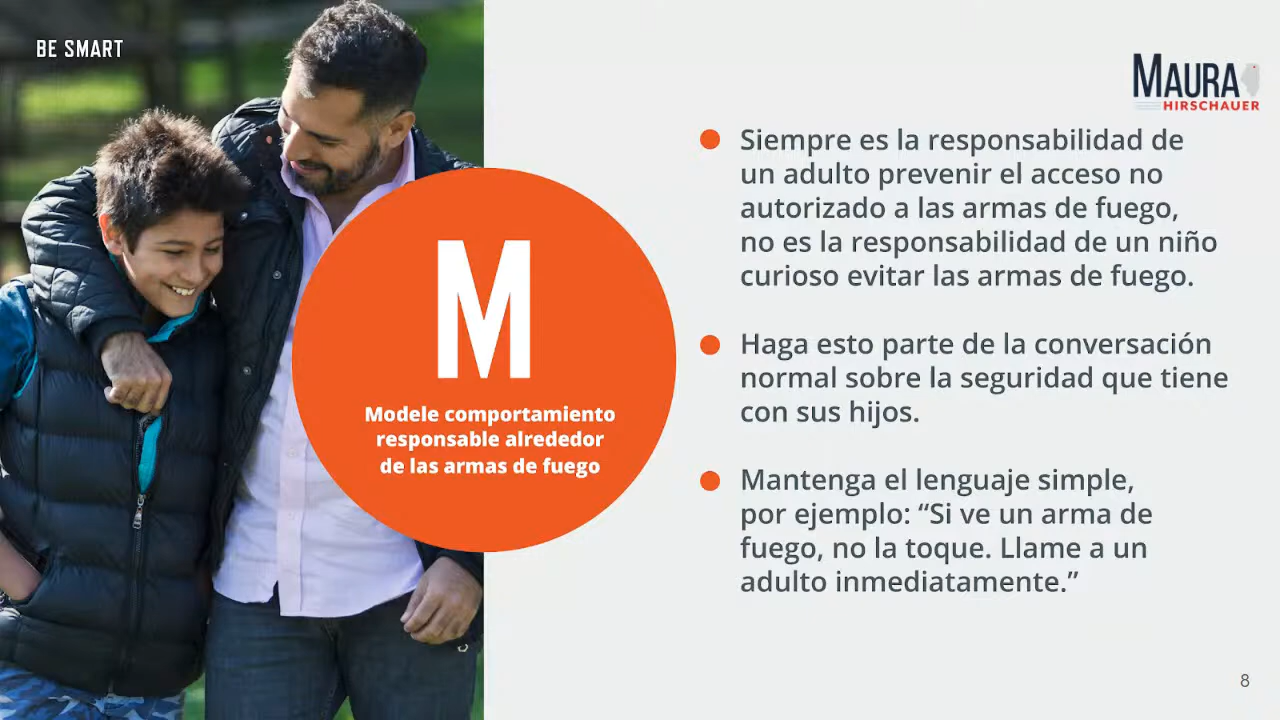 BE SMART
MAURA
HIRSCHAUER
M
Modele comportamiento
responsable alrededor
de las armas de fuego
Siempre es la responsabilidad de
un adulto prevenir el acceso no
autorizado a las armas de fuego,
no es la responsabilidad de un niño
curioso evitar las armas de fuego.
Haga esto parte de la conversación
normal sobre la seguridad que tiene
con sus hijos.
Mantenga el lenguaje simple,
por ejemplo: “Si ve un arma de
fuego, no la toque. Llame a un
adulto inmediatamente.”
8